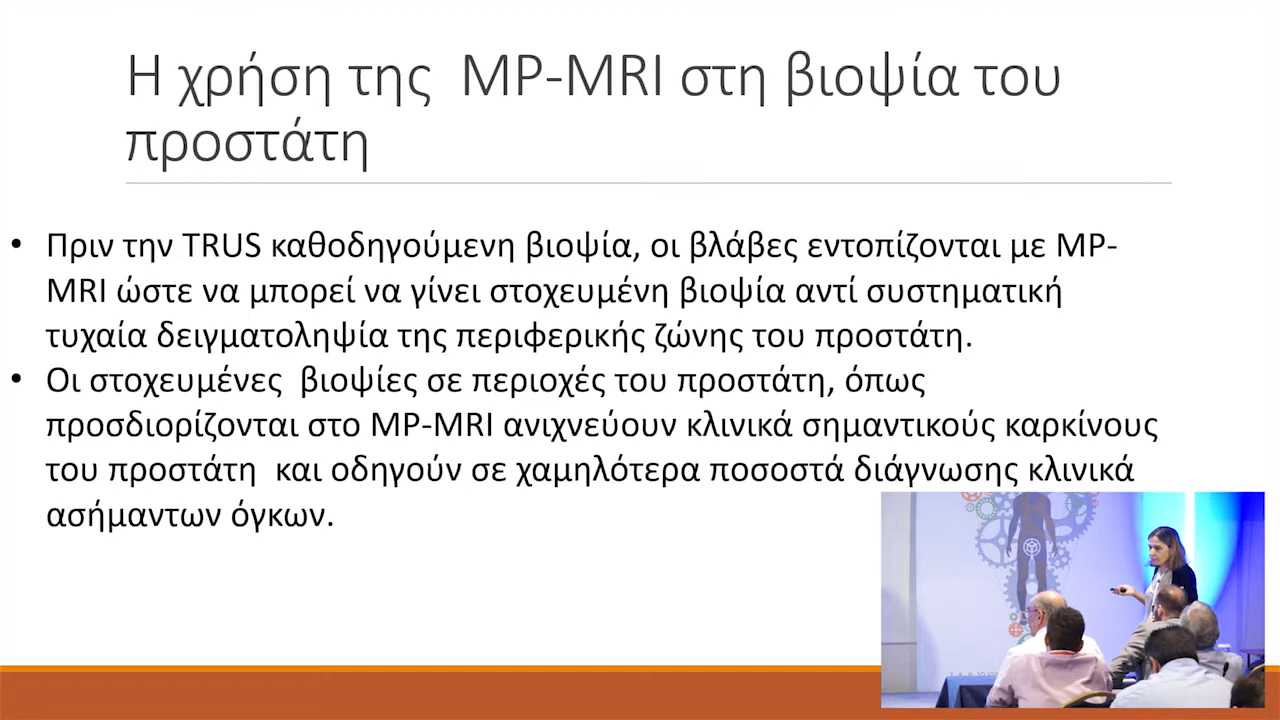 Η χρήση της MP-MRI στη βιοψία του
προστάτη
• Πριν την TRUS καθοδηγούμενη βιοψία, οι βλάβες εντοπίζονται με MP-
MRI ώστε να μπορεί να γίνει στοχευμένη βιοψία αντί συστηματική
τυχαία δειγματοληψία της περιφερικής ζώνης του προστάτη.
• Οι στοχευμένες βιοψίες σε περιοχές του προστάτη, όπως
προσδιορίζονται στο MP-MRI ανιχνεύουν κλινικά σημαντικούς καρκίνους
του προστάτη και οδηγούν σε χαμηλότερα ποσοστά διάγνωσης κλινικά
ασήμαντων όγκων.